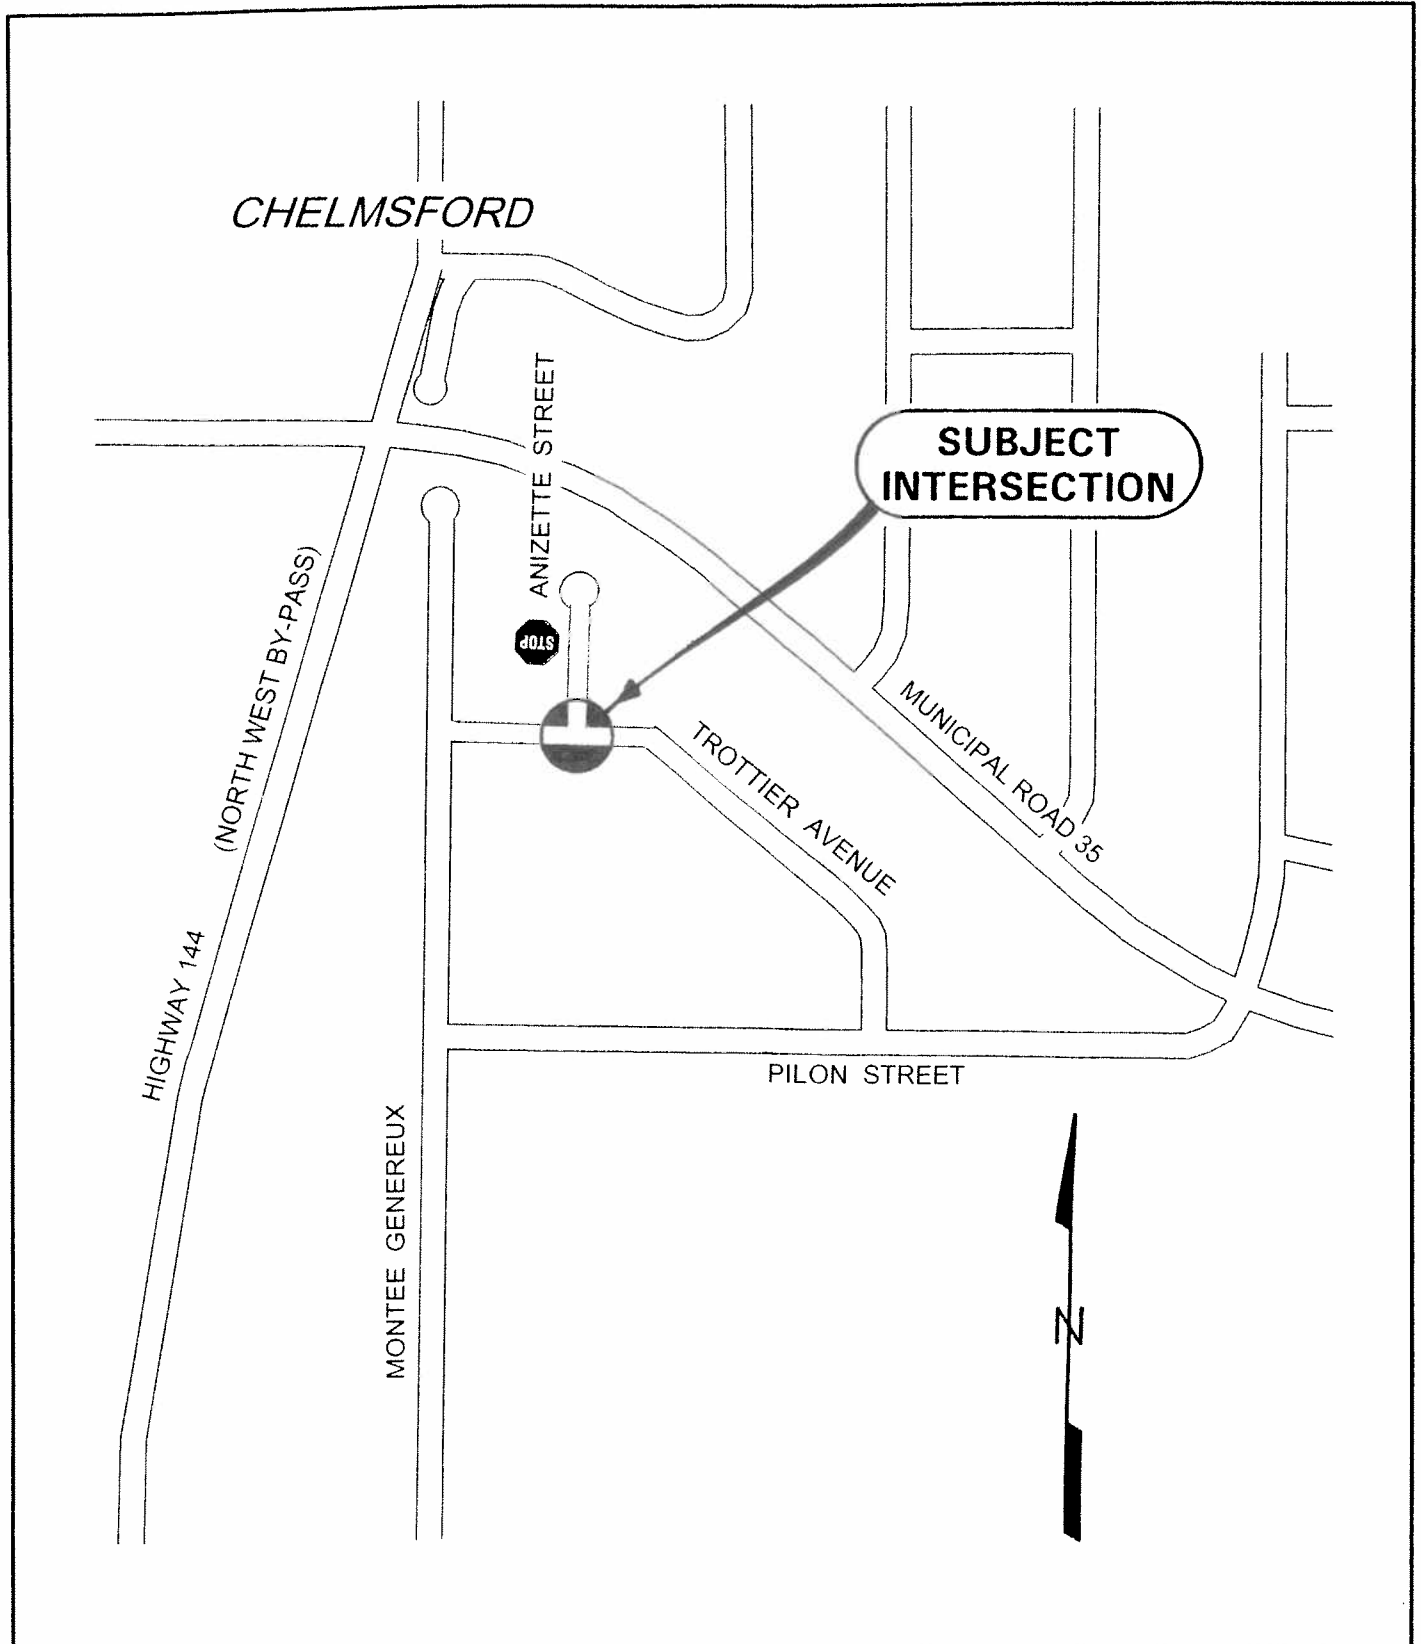 CHELMSFORD
ANIZETTE STREET
SUBJECT
INTERSECTION
(NORTH WEST BY-PASS)
STOP
MUNICIPAL ROAD 35
TROTTIER AVENUE
HIGHWAY 144
PILON STREET
MONTEE GENEREUX
N